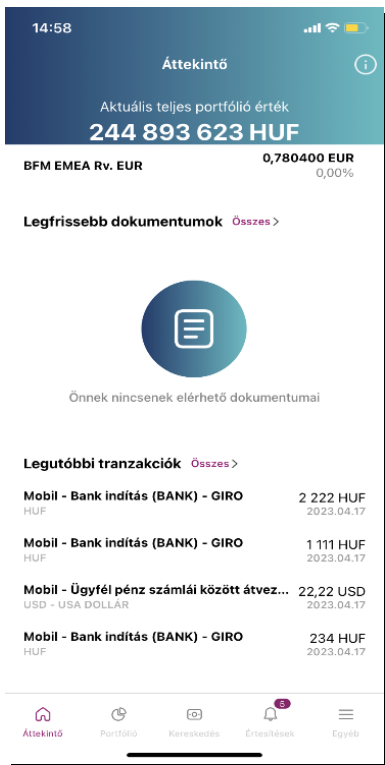 14:58
Áttekintő
Aktuális teljes portfólió érték
244 893 623 HUF
BFM EMEA Rv. EUR 0,780400 EUR
0,00%
Legfrissebb dokumentumok Összes >
Önnek nincsenek elérhető dokumentumai
Legutóbbi tranzakciók Összes >
Mobil - Bank indítás (BANK) - GIRO 2 222 HUF
HUF 2023.04.17
Mobil - Bank indítás (BANK) - GIRO 1 111 HUF
HUF 2023.04.17
Mobil - Ügyfél pénz számlái között átvez... 22,22 USD
USD - USA DOLLÁR 2023.04.17
Mobil - Bank indítás (BANK) - GIRO 234 HUF
HUF 2023.04.17
5
Áttekintő Portfólió Kereskedés Értesítések Egyéb